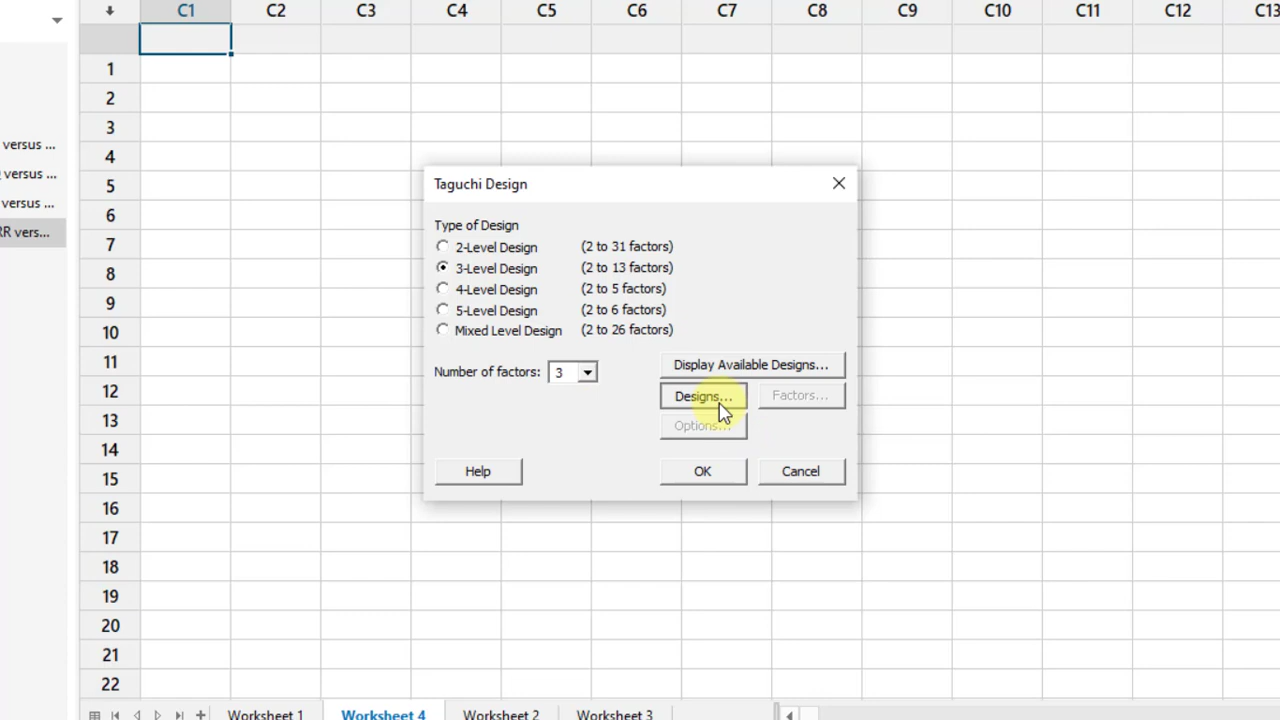 C1 C2 C3 C4 C5 C6 C7 C8 C9 C10 C11 C12 C13
1
2
3
4
versus ...
5
versus ...
6
versus ...
7
RR vers...
8
9
10
11
12
13
14
15
16
17
18
19
20
21
22
Taguchi Design
Type of Design
2-Level Design (2 to 31 factors)
3-Level Design (2 to 13 factors)
4-Level Design (2 to 5 factors)
5-Level Design (2 to 6 factors)
Mixed Level Design (2 to 26 factors)
Number of factors: 3
Display Available Designs...
Designs... Factors...
Options...
Help OK Cancel
Worksheet 1 Worksheet 4 Worksheet 2 Worksheet 3